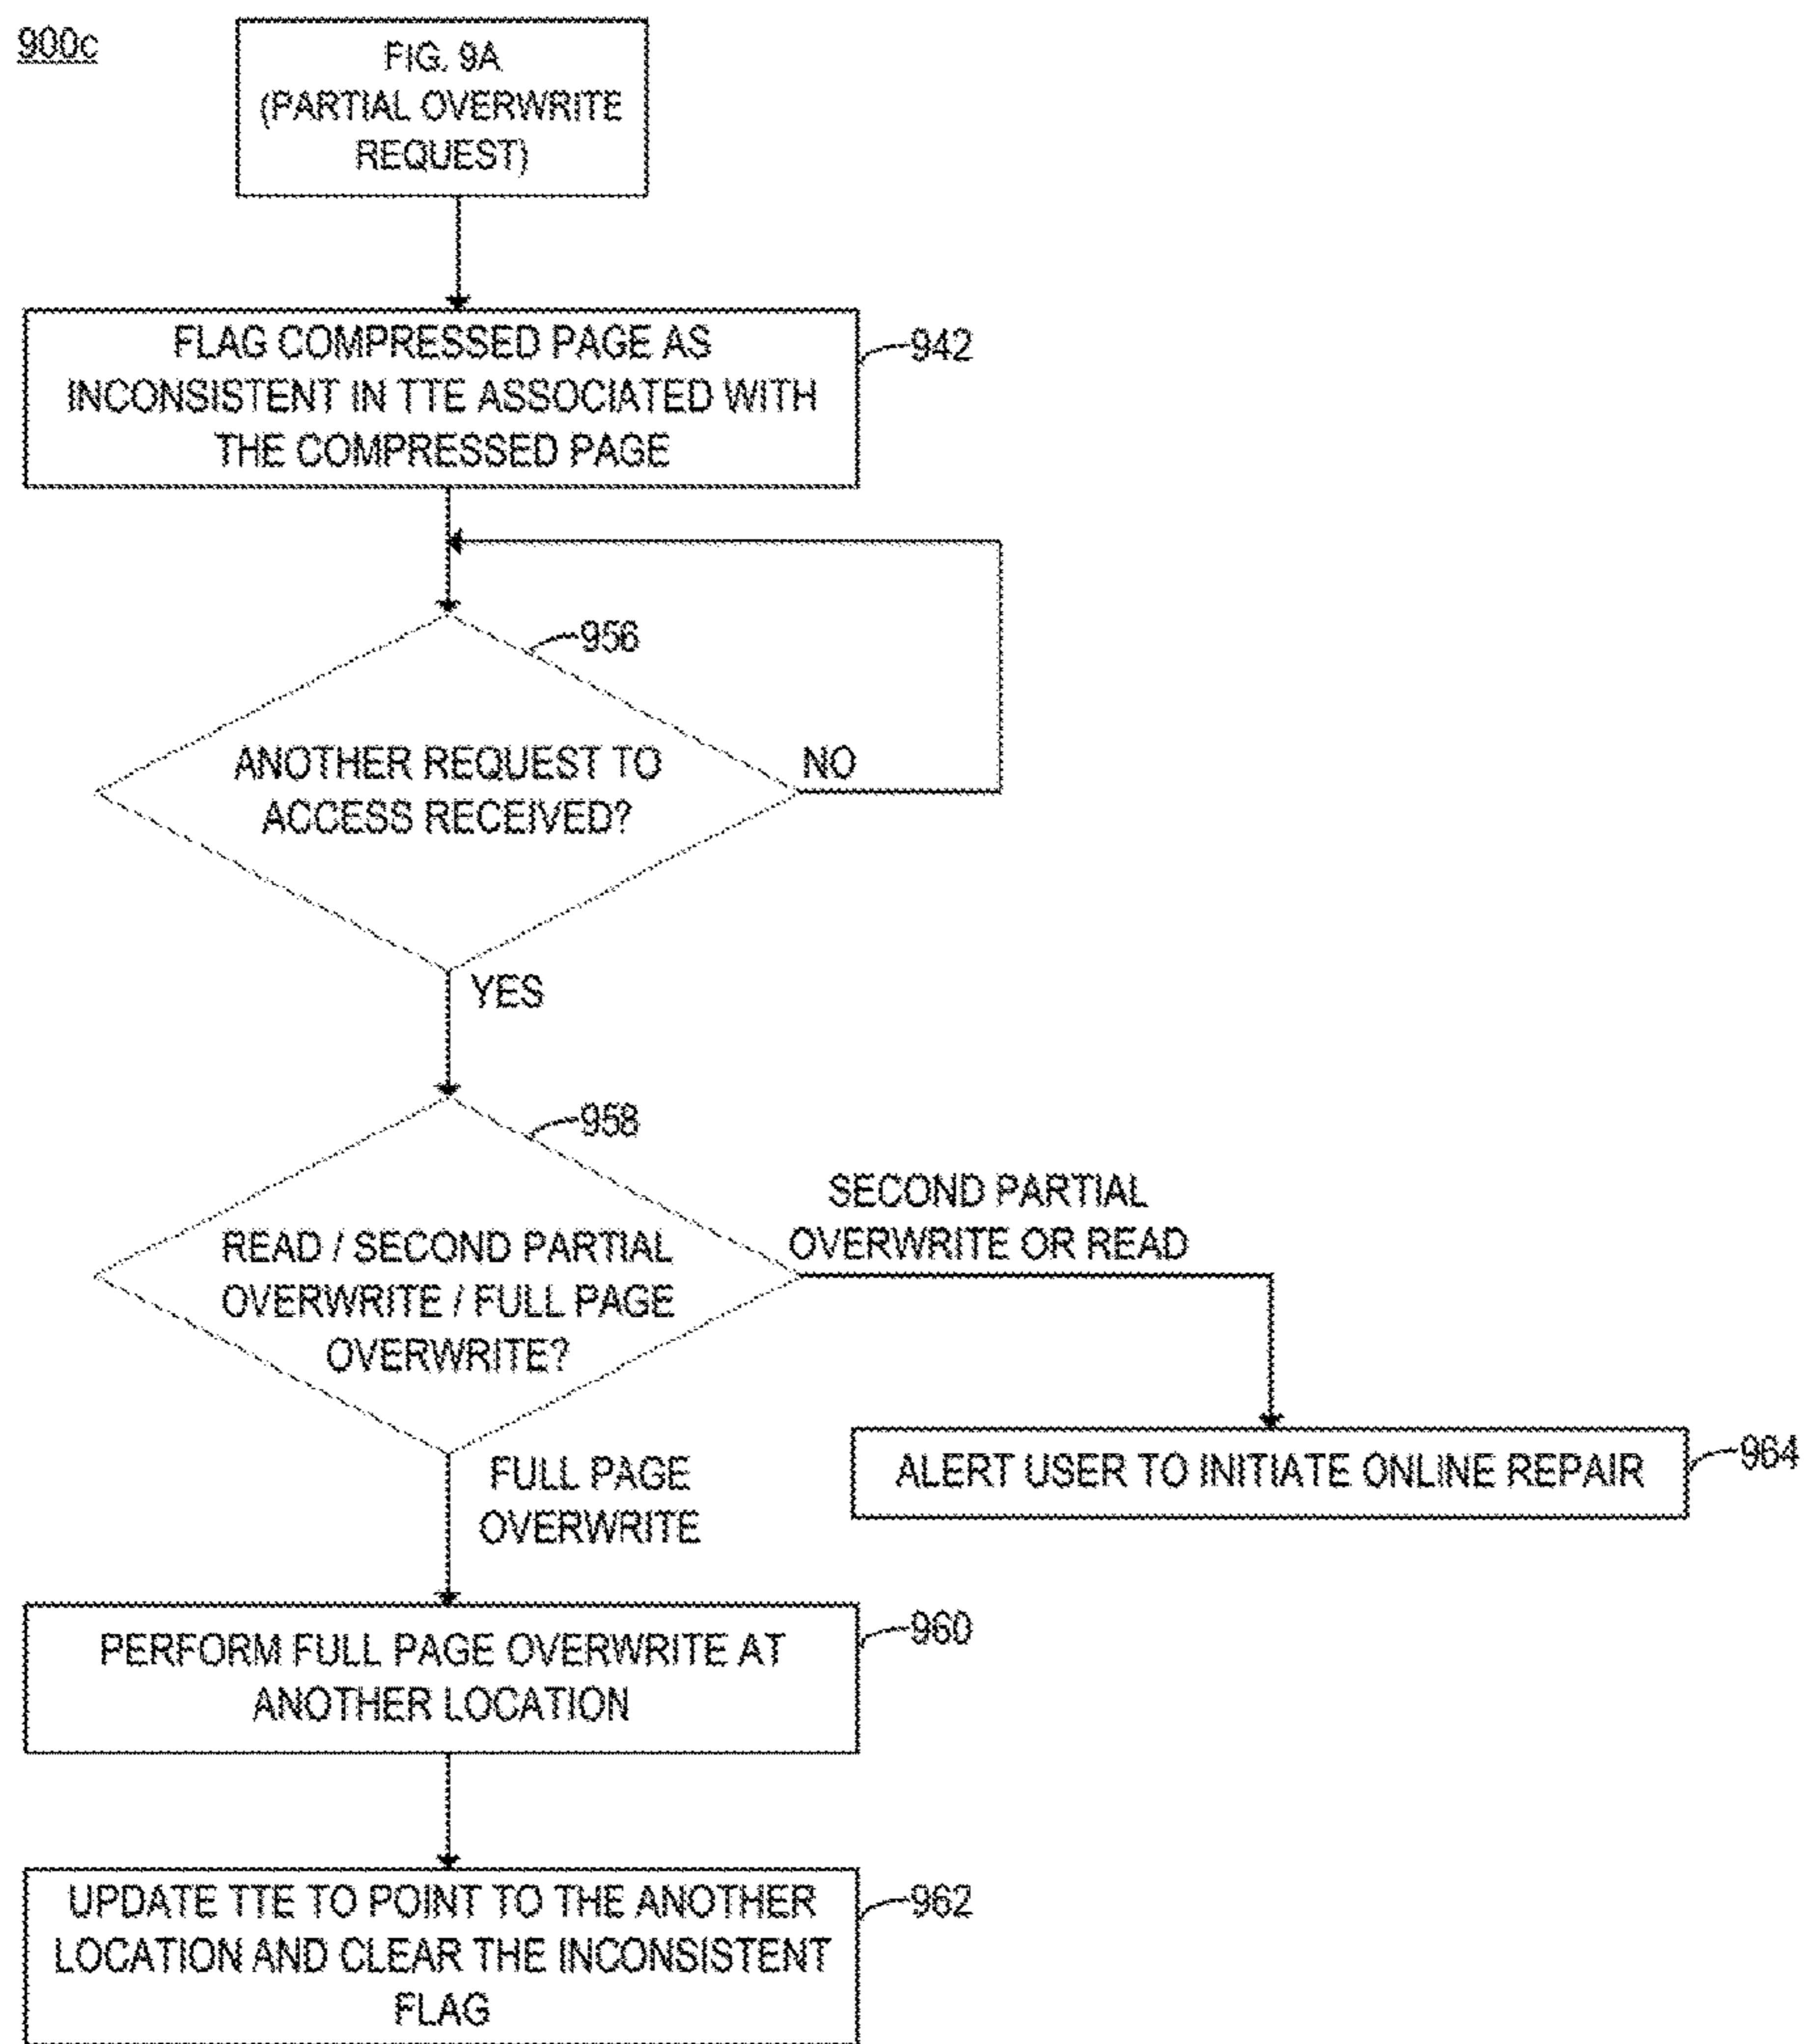 900c
FIG. 9A
(PARTIAL OVERWRITE
REQUEST)
FLAG COMPRESSED PAGE AS
INCONSISTENT IN TTE ASSOCIATED WITH
THE COMPRESSED PAGE
942
956
ANOTHER REQUEST TO
ACCESS RECEIVED?
NO
YES
958
READ / SECOND PARTIAL
OVERWRITE / FULL PAGE
OVERWRITE?
SECOND PARTIAL
OVERWRITE OR READ
ALERT USER TO INITIATE ONLINE REPAIR
964
FULL PAGE
OVERWRITE
PERFORM FULL PAGE OVERWRITE AT
ANOTHER LOCATION
960
UPDATE TTE TO POINT TO THE ANOTHER
LOCATION AND CLEAR THE INCONSISTENT
FLAG
962